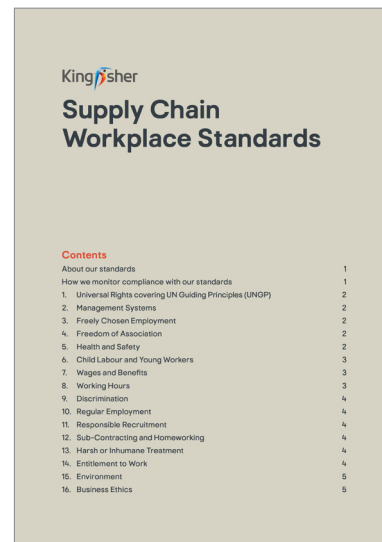 Kingfisher
Supply Chain
Workplace Standards
Contents
About our standards 1
How we monitor compliance with our standards 1
1. Universal Rights covering UN Guiding Principles (UNGP) 2
2. Management Systems 2
3. Freely Chosen Employment 2
4. Freedom of Association 2
5. Health and Safety 2
6. Child Labour and Young Workers 3
7. Wages and Benefits 3
8. Working Hours 3
9. Discrimination 4
10. Regular Employment 4
11. Responsible Recruitment 4
12. Sub-Contracting and Homeworking 4
13. Harsh or Inhumane Treatment 4
14. Entitlement to Work 4
15. Environment 5
16. Business Ethics 5